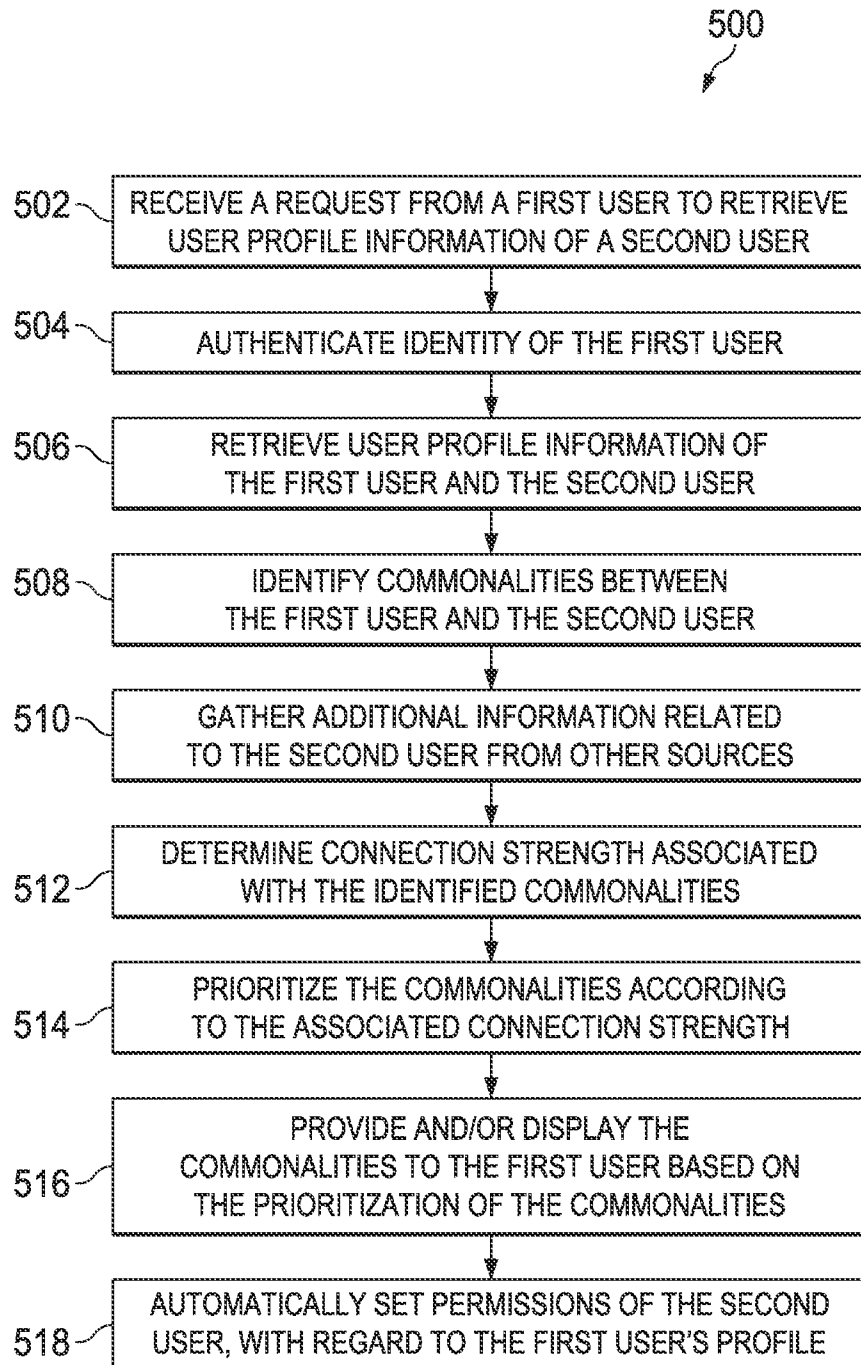 500
502
RECEIVE A REQUEST FROM A FIRST USER TO RETRIEVE
USER PROFILE INFORMATION OF A SECOND USER
504
AUTHENTICATE IDENTITY OF THE FIRST USER
506
RETRIEVE USER PROFILE INFORMATION OF
THE FIRST USER AND THE SECOND USER
508
IDENTIFY COMMONALITIES BETWEEN
THE FIRST USER AND THE SECOND USER
510
GATHER ADDITIONAL INFORMATION RELATED
TO THE SECOND USER FROM OTHER SOURCES
512
DETERMINE CONNECTION STRENGTH ASSOCIATED
WITH THE IDENTIFIED COMMONALITIES
514
PRIORITIZE THE COMMONALITIES ACCORDING
TO THE ASSOCIATED CONNECTION STRENGTH
516
PROVIDE AND/OR DISPLAY THE
COMMONALITIES TO THE FIRST USER BASED ON
THE PRIORITIZATION OF THE COMMONALITIES
518
AUTOMATICALLY SET PERMISSIONS OF THE SECOND
USER, WITH REGARD TO THE FIRST USER'S PROFILE